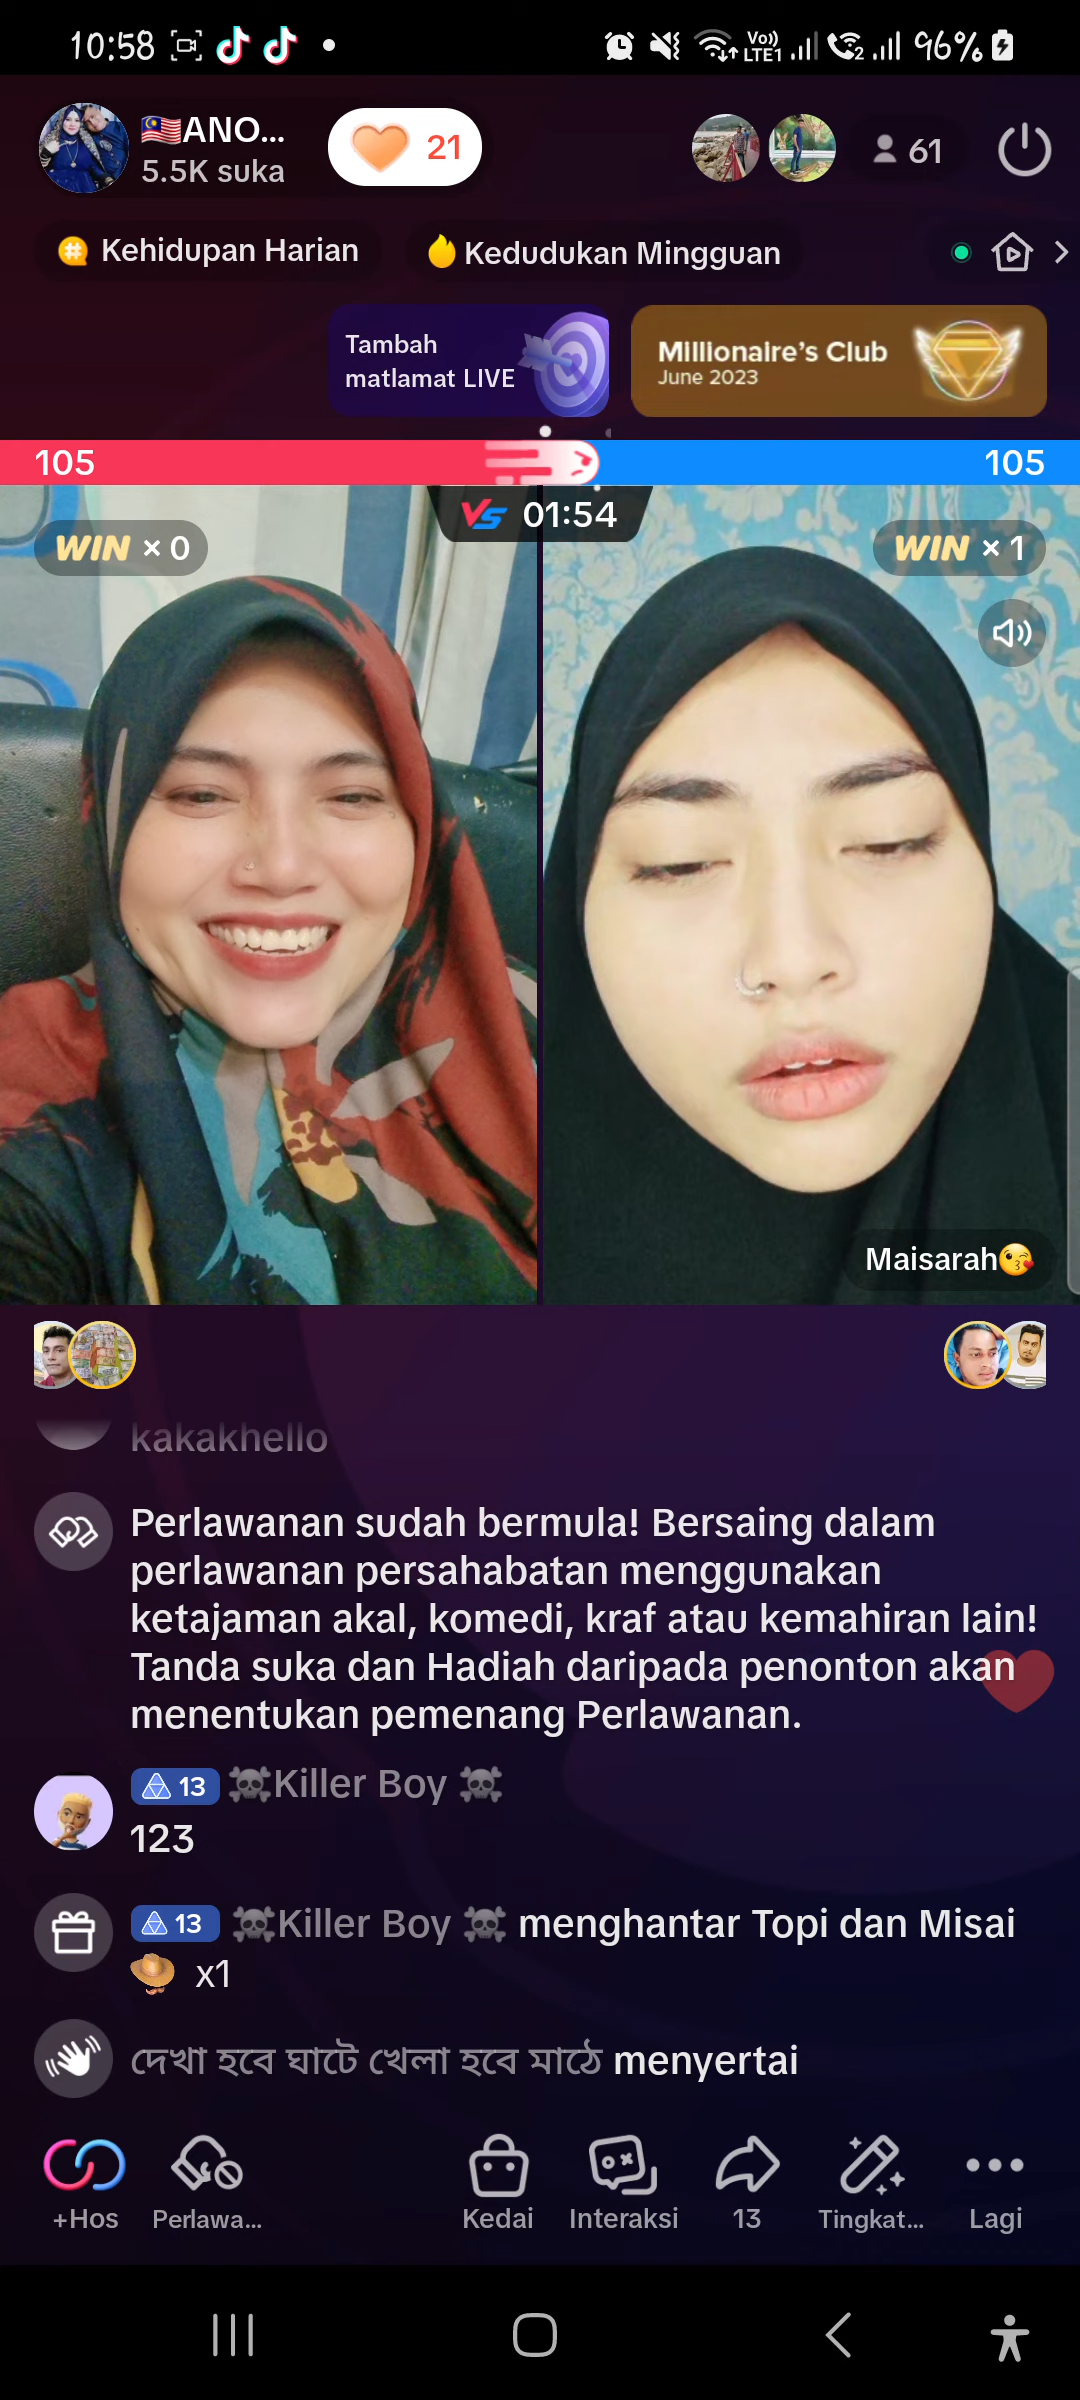 10:58
Vo))
LTE1
2
96%
🇲🇾ANO...
5.5K suka
21
61
Kehidupan Harian
Kedudukan Mingguan
Tambah
matlamat LIVE
Millionaire's Club
June 2023
105
105
VS 01:54
WIN × 0
WIN × 1
Maisarah😘
kakakhello
Perlawanan sudah bermula! Bersaing dalam
perlawanan persahabatan menggunakan
ketajaman akal, komedi, kraf atau kemahiran lain!
Tanda suka dan Hadiah daripada penonton akan
menentukan pemenang Perlawanan.
13 ☠️Killer Boy ☠️
123
13 ☠️Killer Boy ☠️ menghantar Topi dan Misai
x1
দেখা হবে ঘাটে খেলা হবে মাঠে menyertai
+Hos
Perlawa...
Kedai
Interaksi
13
Tingkat...
Lagi